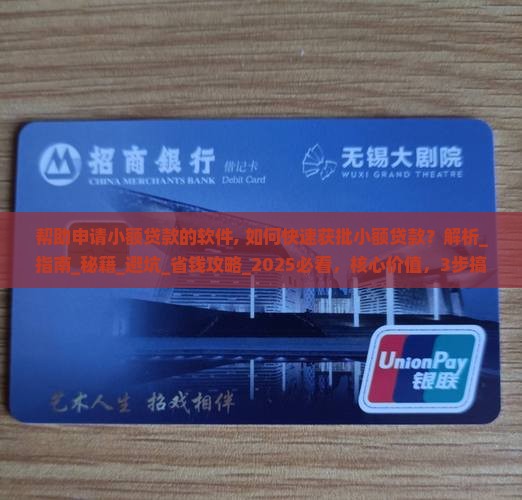 招商銀行 借记卡
CHINA MERCHANTS BANK Debit Card
无锡大剧院
WUXI GRAND THEATRE
帮助申请小额贷款的软件, 如何快速获批小额贷款？解析_
指南_秘籍_避坑_省钱攻略_2025必看，核心价值，3步搞
UnionPay
银联
艺术人生 招戏相伴